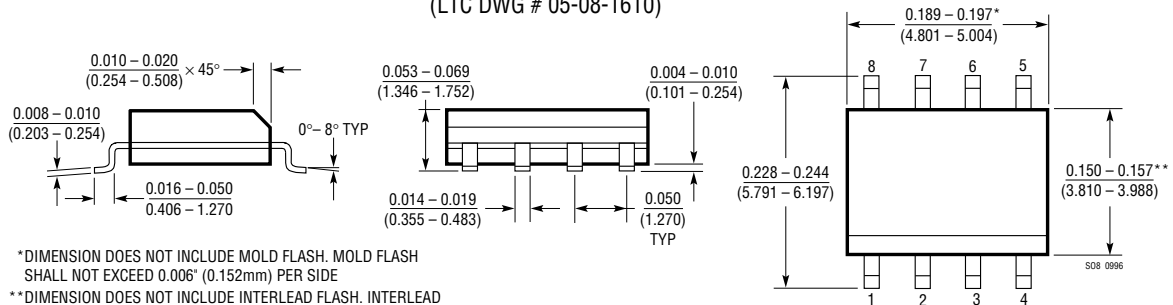 (LTC DWG # 05-08-1610)
0.010 – 0.020
(0.254 – 0.508)
× 45°
0.008 – 0.010
(0.203 – 0.254)
0°– 8° TYP
0.016 – 0.050
0.406 – 1.270
0.053 – 0.069
(1.346 – 1.752)
0.004 – 0.010
(0.101 – 0.254)
0.014 – 0.019
(0.355 – 0.483)
0.050
(1.270)
TYP
0.189 – 0.197*
(4.801 – 5.004)
8 7 6 5
0.228 – 0.244
(5.791 – 6.197)
0.150 – 0.157**
(3.810 – 3.988)
1 2 3 4
SO8 0996
*DIMENSION DOES NOT INCLUDE MOLD FLASH. MOLD FLASH
SHALL NOT EXCEED 0.006" (0.152mm) PER SIDE
**DIMENSION DOES NOT INCLUDE INTERLEAD FLASH. INTERLEAD